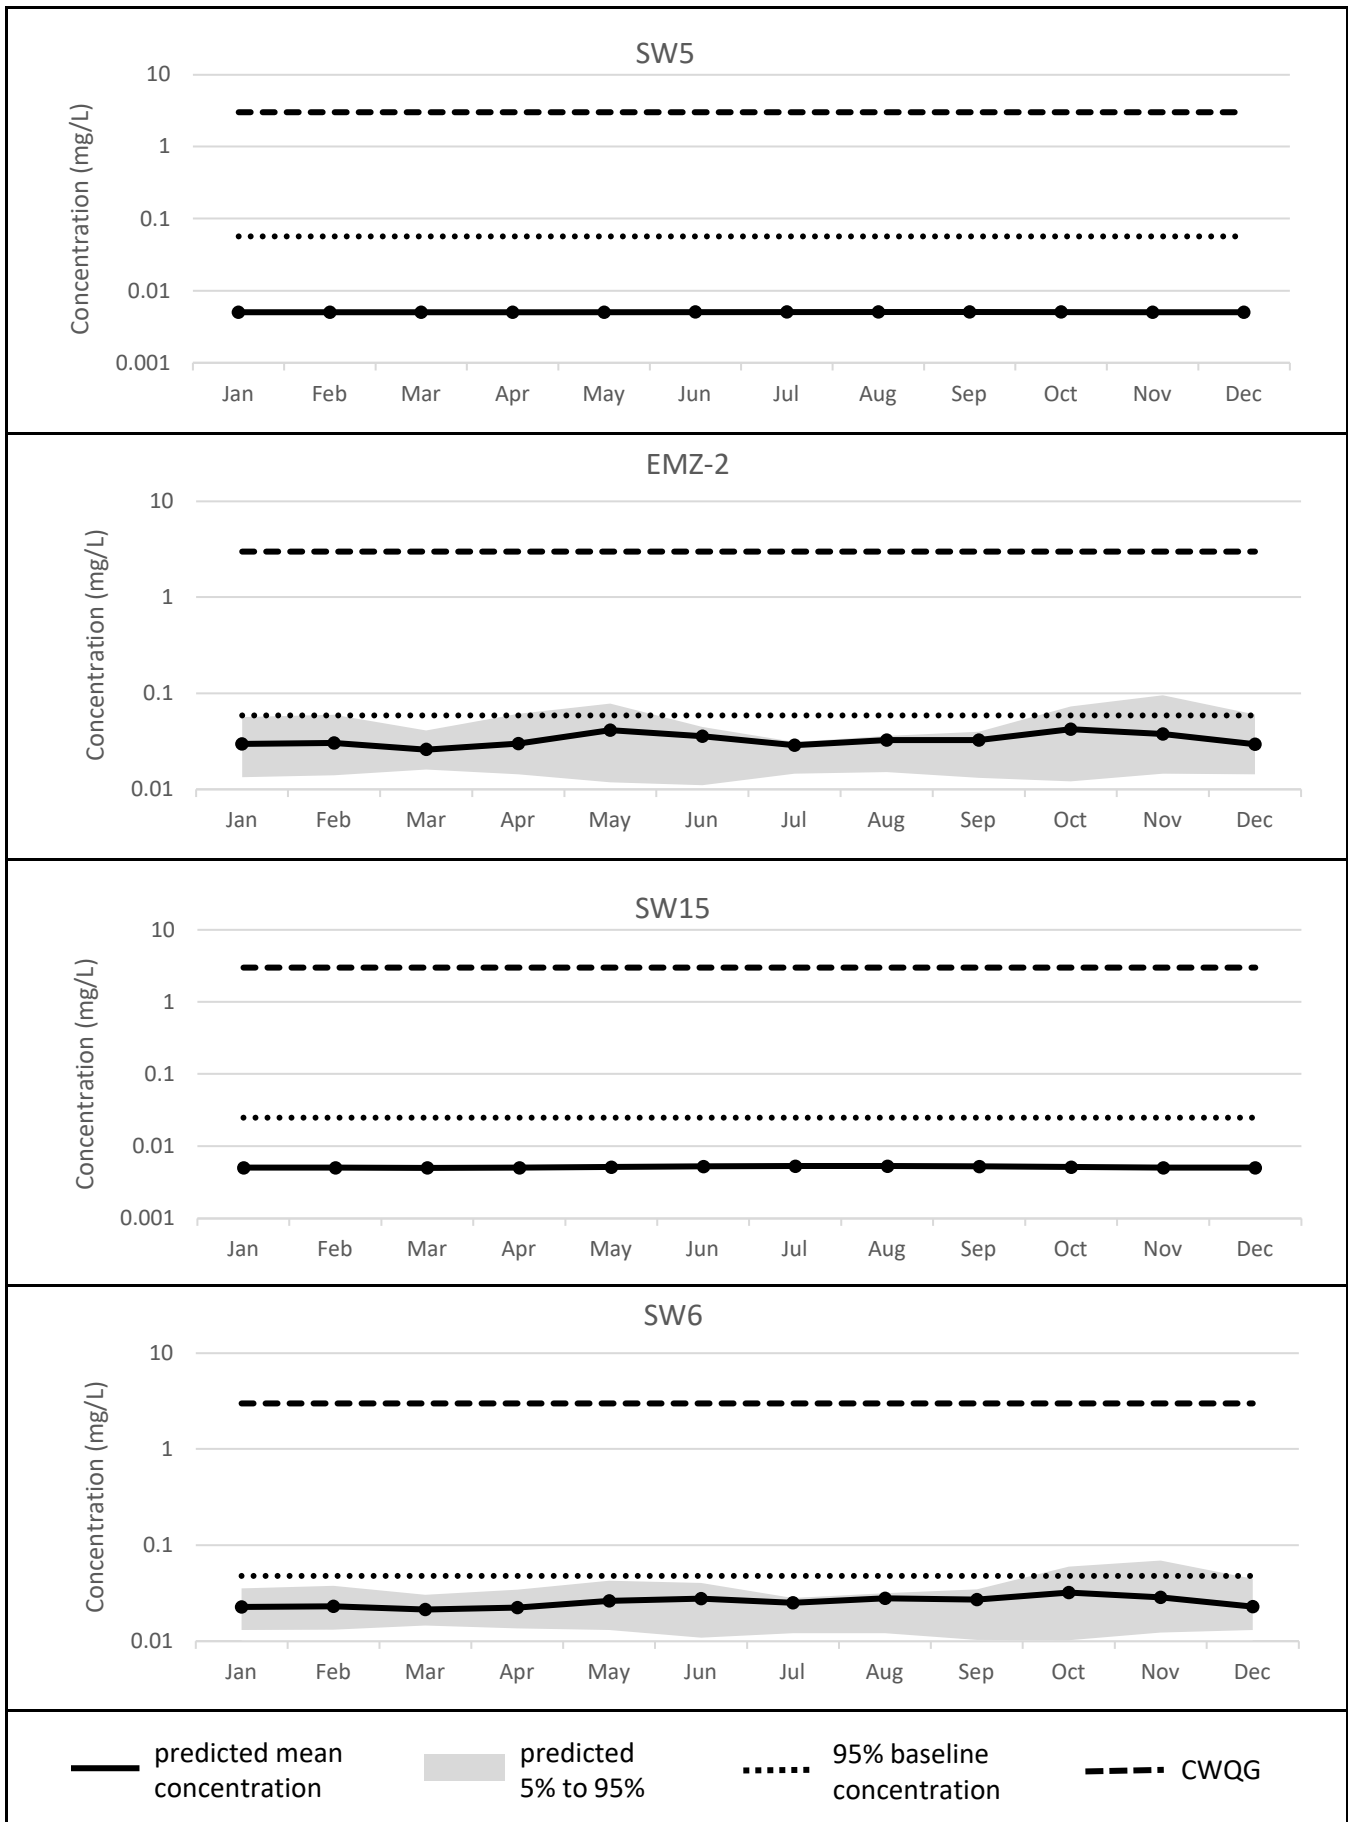 SW5
Concentration (mg/L)
10
1
0.1
0.01
0.001
Jan Feb Mar Apr May Jun Jul Aug Sep Oct Nov Dec
EMZ-2
Concentration (mg/L)
10
1
0.1
0.01
Jan Feb Mar Apr May Jun Jul Aug Sep Oct Nov Dec
SW15
Concentration (mg/L)
10
1
0.1
0.01
0.001
Jan Feb Mar Apr May Jun Jul Aug Sep Oct Nov Dec
SW6
Concentration (mg/L)
10
1
0.1
0.01
Jan Feb Mar Apr May Jun Jul Aug Sep Oct Nov Dec
predicted mean
concentration
predicted
5% to 95%
95% baseline
concentration
CWQG